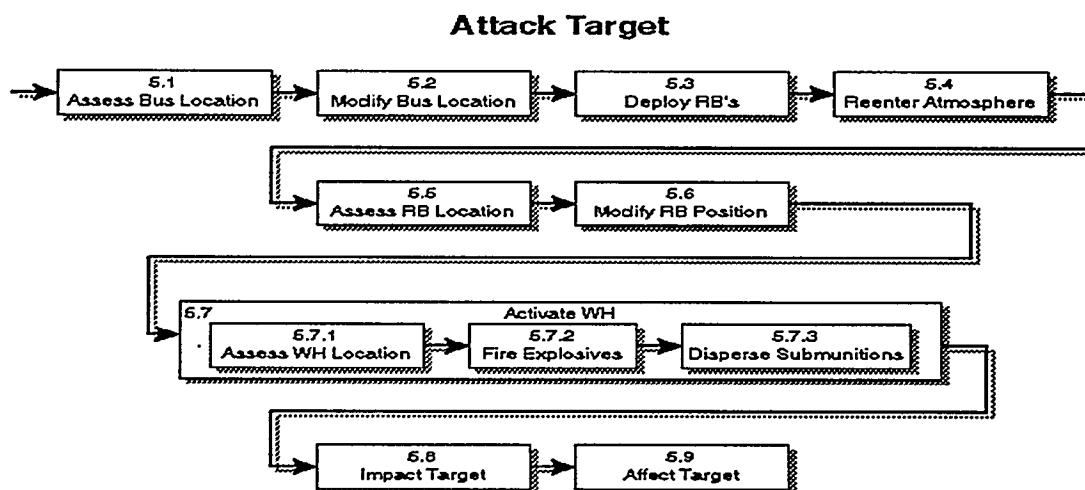 Attack Target
5.1
Assess Bus Location
5.2
Modify Bus Location
5.3
Deploy RB's
5.4
Reenter Atmosphere
5.5
Assess RB Location
5.6
Modify RB Position
5.7
Activate WH
5.7.1
Assess WH Location
5.7.2
Fire Explosives
5.7.3
Disperse Submunitions
5.8
Impact Target
5.9
Affect Target